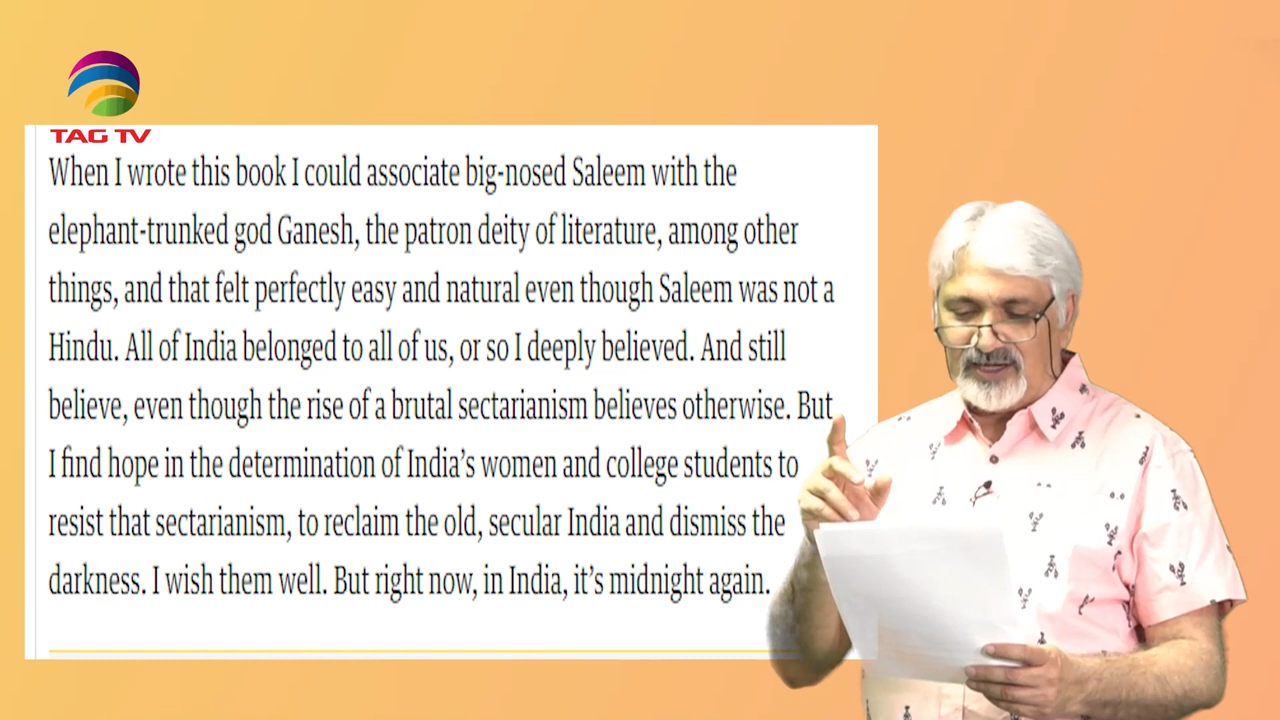 TAG TV
When I wrote this book I could associate big-nosed Saleem with the
elephant-trunked god Ganesh, the patron deity of literature, among other
things, and that felt perfectly easy and natural even though Saleem was not a
Hindu. All of India belonged to all of us, or so I deeply believed. And still
believe, even though the rise of a brutal sectarianism believes otherwise. But
I find hope in the determination of India’s women and college students to
resist that sectarianism, to reclaim the old, secular India and dismiss the
darkness. I wish them well. But right now, in India, it’s midnight again.